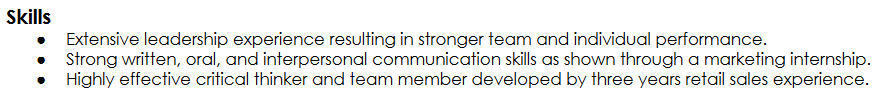 Skills
• Extensive leadership experience resulting in stronger team and individual performance.
• Strong written, oral, and interpersonal communication skills as shown through a marketing internship.
• Highly effective critical thinker and team member developed by three years retail sales experience.